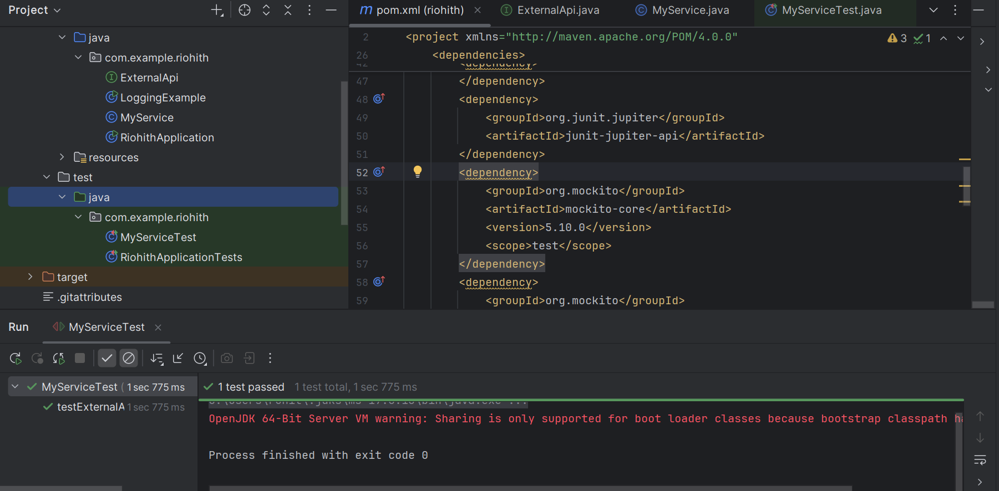 Project
java
com.example.riohith
ExternalApi
LoggingExample
MyService
RiohithApplication
resources
test
java
com.example.riohith
MyServiceTest
RiohithApplicationTests
target
.gitattributes
pom.xml (riohith)
ExternalApi.java
MyService.java
MyServiceTest.java
3 1
2 <project xmlns="http://maven.apache.org/POM/4.0.0"
26 <dependencies>
42 <dependency>
47 </dependency>
48 <dependency>
49 <groupId>org.junit.jupiter</groupId>
50 <artifactId>junit-jupiter-api</artifactId>
51 </dependency>
52 <dependency>
53 <groupId>org.mockito</groupId>
54 <artifactId>mockito-core</artifactId>
55 <version>5.10.0</version>
56 <scope>test</scope>
57 </dependency>
58 <dependency>
59 <groupId>org.mockito</groupId>
Run MyServiceTest
MyServiceTest ( 1 sec 775 ms
testExternalA 1 sec 775 ms
1 test passed 1 test total, 1 sec 775 ms
OpenJDK 64-Bit Server VM warning: Sharing is only supported for boot loader classes because bootstrap classpath ha
Process finished with exit code 0